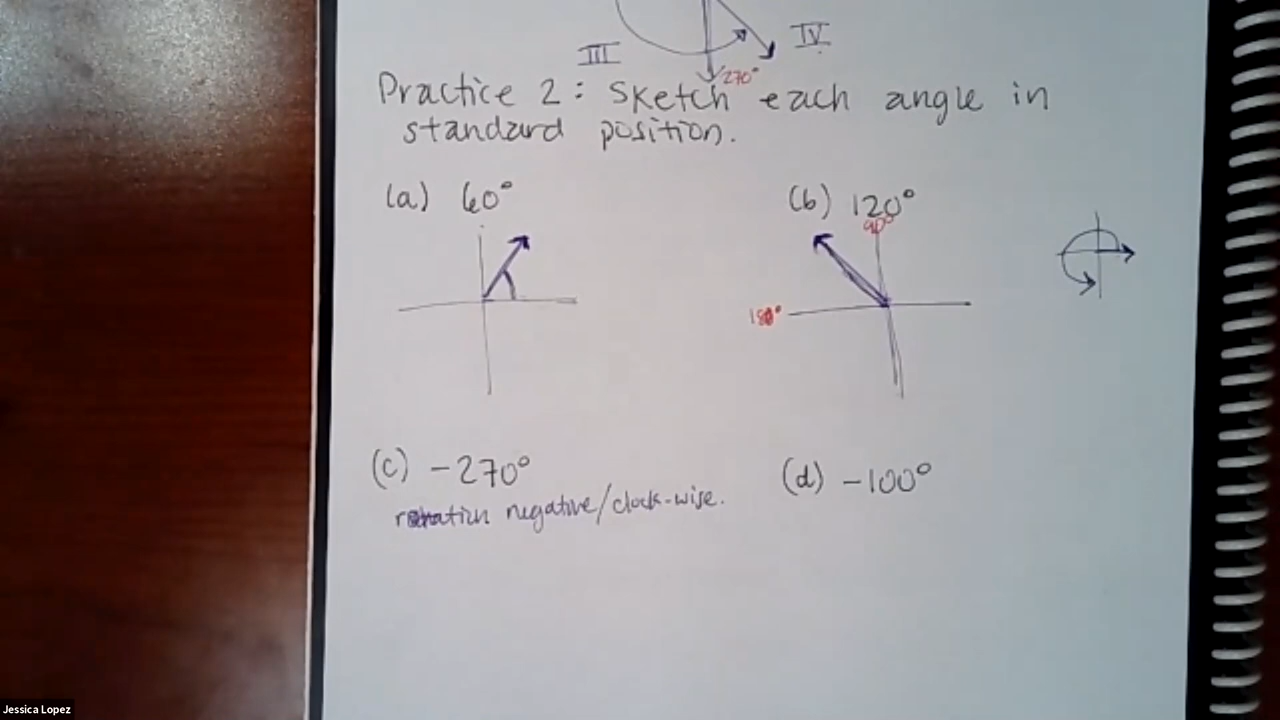 III
IV
270°
Practice 2: Sketch each angle in
standard position.
(a) 60°
(b) 120°
90°
180°
(c) -270°
rotation negative/clock-wise.
(d) -100°
Jessica Lopez